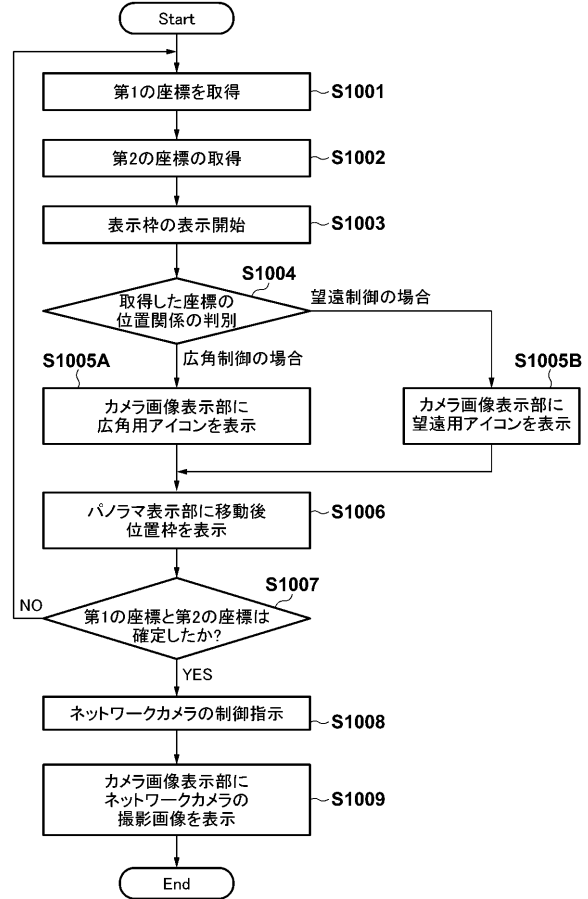 Start
第1の座標を取得
S1001
第2の座標の取得
S1002
表示枠の表示開始
S1003
S1004
取得した座標の
位置関係の判別
望遠制御の場合
広角制御の場合
S1005A
カメラ画像表示部に
広角用アイコンを表示
S1005B
カメラ画像表示部に
望遠用アイコンを表示
パノラマ表示部に移動後
位置枠を表示
S1006
S1007
NO
第1の座標と第2の座標は
確定したか?
YES
ネットワークカメラの制御指示
S1008
カメラ画像表示部に
ネットワークカメラの
撮影画像を表示
S1009
End